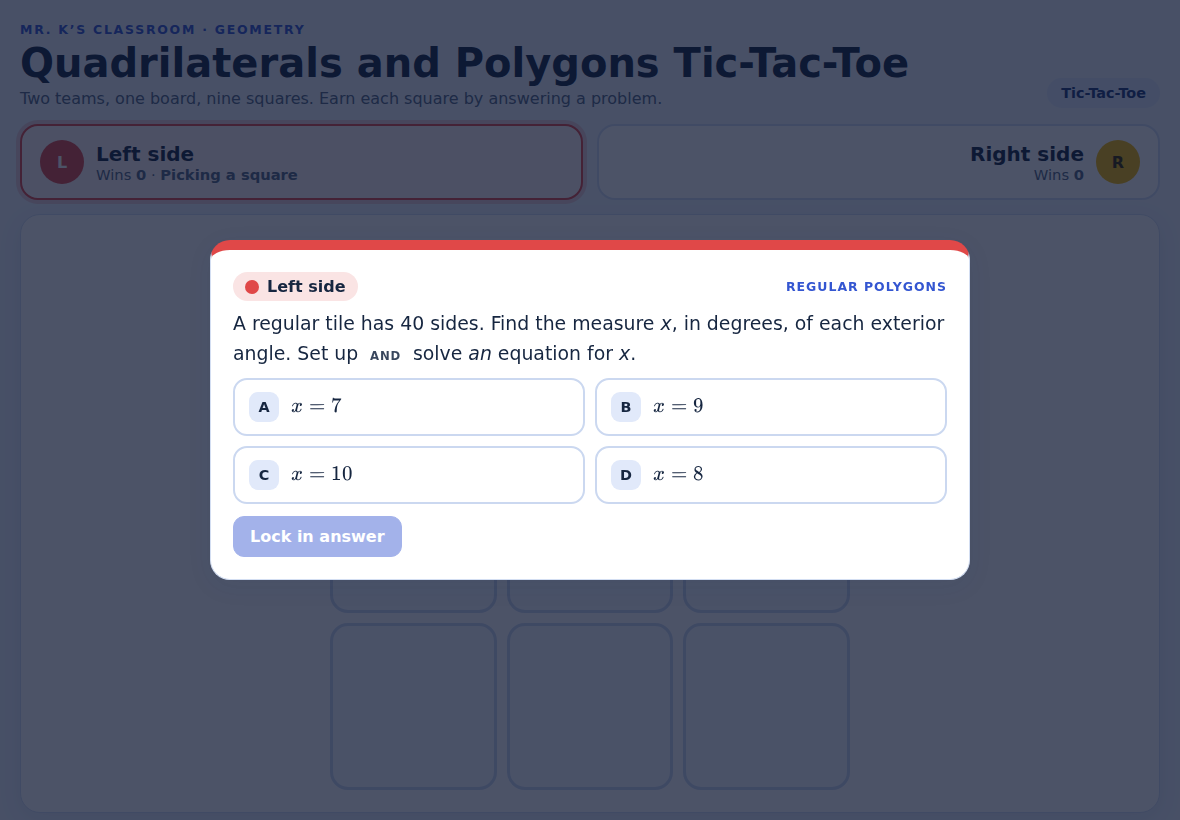 MR. K'S CLASSROOM · GEOMETRY
Quadrilaterals and Polygons Tic-Tac-Toe
Two teams, one board, nine squares. Earn each square by answering a problem.
Tic-Tac-Toe
L
Left side
Wins 0 · Picking a square
Right side
Wins 0
R
Left side
REGULAR POLYGONS
A regular tile has 40 sides. Find the measure x, in degrees, of each exterior
angle. Set up AND solve an equation for x.
A x = 7
B x = 9
C x = 10
D x = 8
Lock in answer